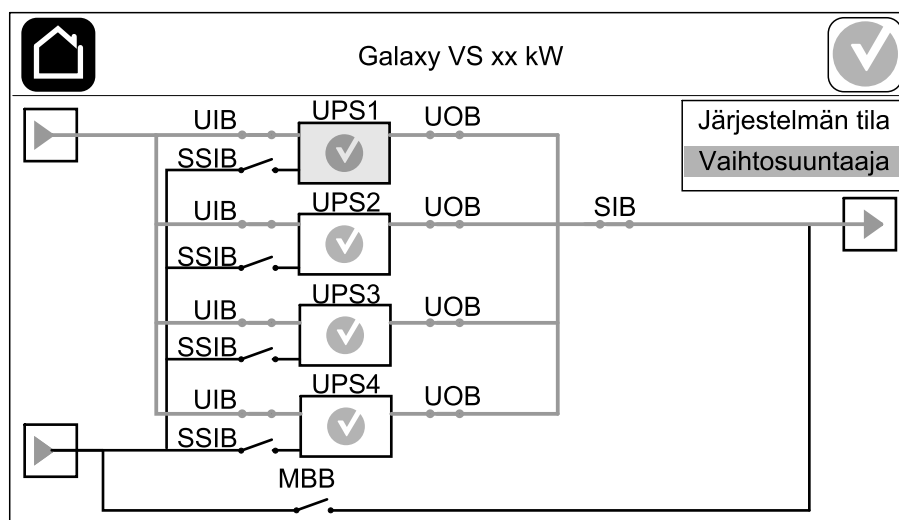 Galaxy VS xx kW
Järjestelmän tila
Vaihtosuuntaaja
UIB UPS1 UOB
SSIB
UIB UPS2 UOB SIB
SSIB
UIB UPS3 UOB
SSIB
UIB UPS4 UOB
SSIB
MBB